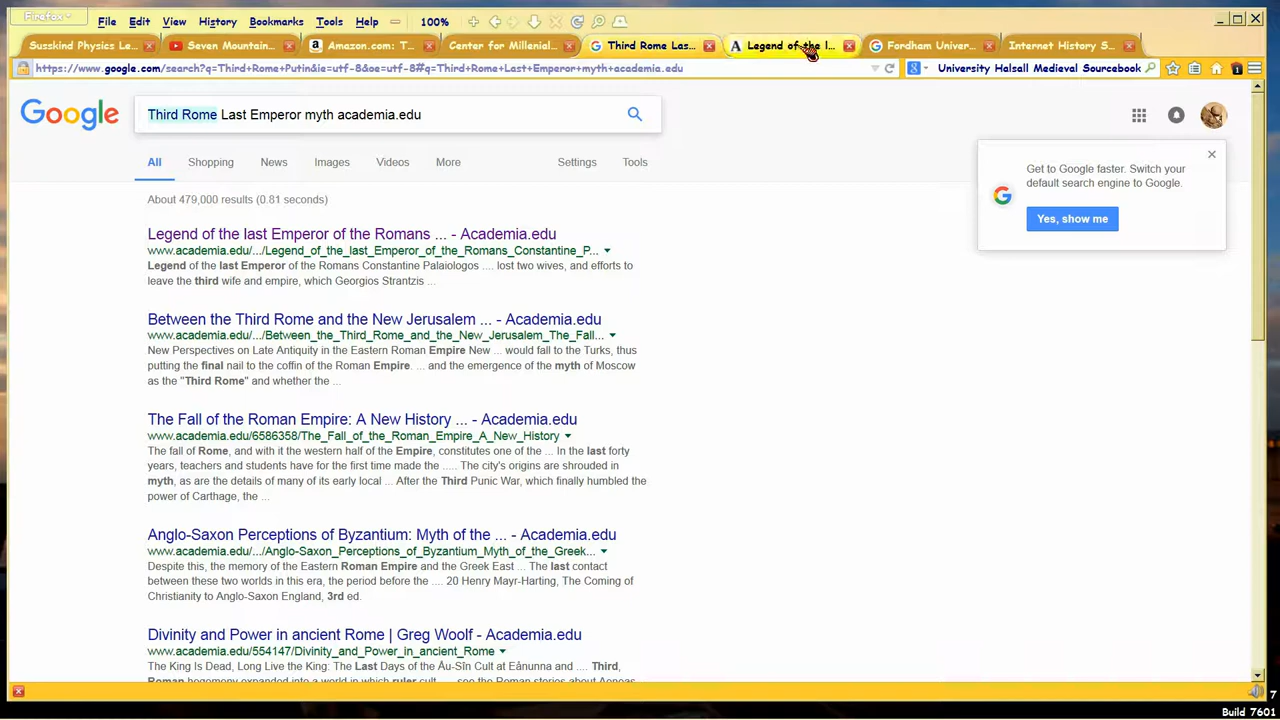 Firefox
File Edit View History Bookmarks Tools Help 100%
Susskind Physics Le... Seven Mountain... Amazon.com: T... Center for Millenial... Third Rome Las... Legend of the l... Fordham Univer... Internet History S...
https://www.google.com/search?q=Third+Rome+Putin&ie=utf-8&oe=utf-8#q=Third+Rome+Last+Emperor+myth+academia.edu University Halsall Medieval Sourcebook
Google Third Rome Last Emperor myth academia.edu
All Shopping News Images Videos More Settings Tools
Get to Google faster. Switch your
default search engine to Google.
Yes, show me
About 479,000 results (0.81 seconds)
Legend of the last Emperor of the Romans ... - Academia.edu
www.academia.edu/.../Legend_of_the_last_Emperor_of_the_Romans_Constantine_P...
Legend of the last Emperor of the Romans Constantine Palaiologos .... lost two wives, and efforts to
leave the third wife and empire, which Georgios Strantzis ...
Between the Third Rome and the New Jerusalem ... - Academia.edu
www.academia.edu/.../Between_the_Third_Rome_and_the_New_Jerusalem_The_Fall...
New Perspectives on Late Antiquity in the Eastern Roman Empire New ... would fall to the Turks, thus
putting the final nail to the coffin of the Roman Empire. ... and the emergence of the myth of Moscow
as the "Third Rome" and whether the ...
The Fall of the Roman Empire: A New History ... - Academia.edu
www.academia.edu/6586358/The_Fall_of_the_Roman_Empire_A_New_History
The fall of Rome, and with it the western half of the Empire, constitutes one of the ... In the last forty
years, teachers and students have for the first time made the ..... The city's origins are shrouded in
myth, as are the details of many of its early local ... After the Third Punic War, which finally humbled the
power of Carthage, the ...
Anglo-Saxon Perceptions of Byzantium: Myth of the ... - Academia.edu
www.academia.edu/.../Anglo-Saxon_Perceptions_of_Byzantium_Myth_of_the_Greek...
Despite this, the memory of the Eastern Roman Empire and the Greek East ... The last
contact between these two worlds in this era, the period before the .... 20 Henry Mayr-Harting, The Coming of
Christianity to Anglo-Saxon England, 3rd ed.
Divinity and Power in ancient Rome | Greg Woolf - Academia.edu
www.academia.edu/554147/Divinity_and_Power_in_ancient_Rome
The King Is Dead, Long Live the King: The Last Days of the Šu-Sîn Cult at Ešnunna and .... Third,
Roman hegemony expanded into a world in which ruler cult ... see the Roman stories about Aeneas
7
Build 7601